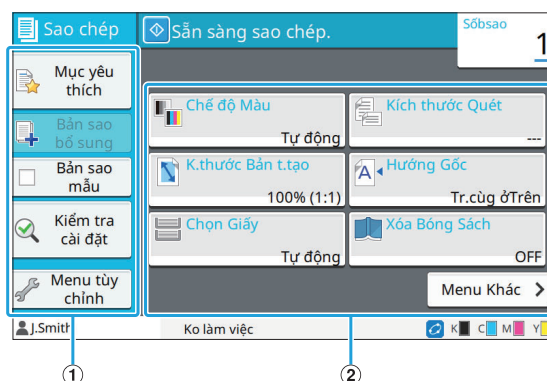 Sao chép
Sẵn sàng sao chép.
Sốbsao
1
Mục yêu
thích
Bản sao
bổ sung
Bản sao
mẫu
Kiểm tra
cài đặt
Menu tùy
chỉnh
Chế độ Màu
Tự động
Kích thước Quét
---
K.thước Bản t.tạo
100% (1:1)
Hướng Gốc
Tr.cùg ởTrên
Chọn Giấy
Tự động
Xóa Bóng Sách
OFF
Menu Khác
J.Smith
Ko làm việc
K C M Y
1
2